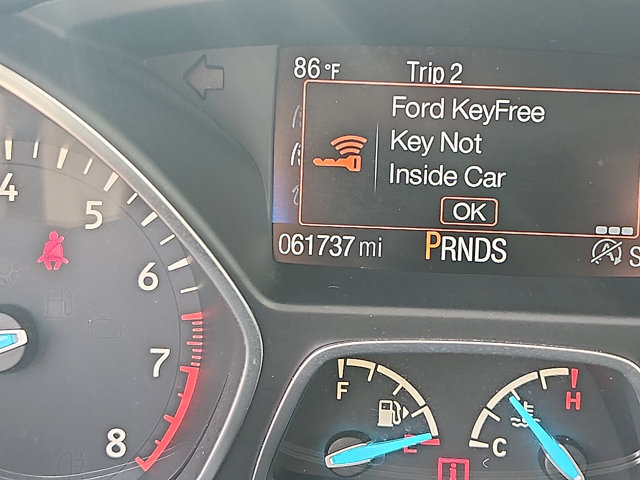 86 °F Trip 2
Ford KeyFree
Key Not
Inside Car
OK
061737 mi PRNDS
4
5
6
7
8
F
E
C
H